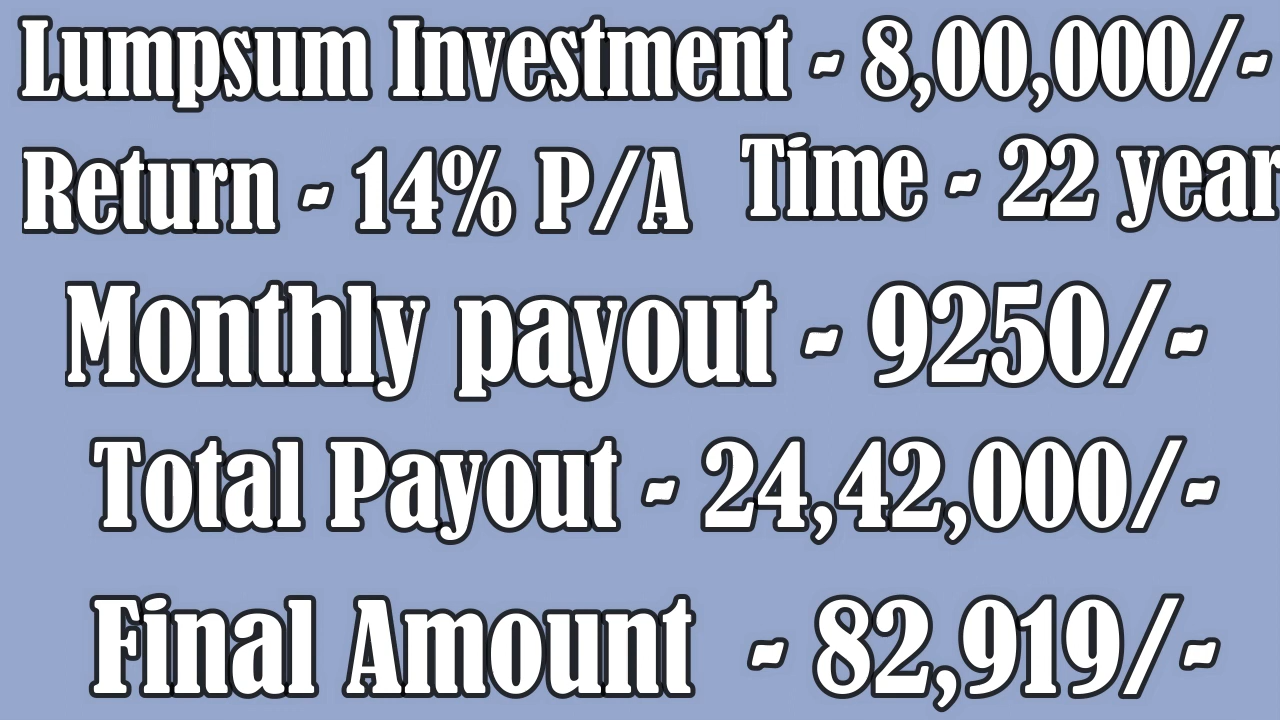 Lumpsum Investment - 8,00,000/-
Return - 14% P/A Time - 22 year
Monthly payout - 9250/-
Total Payout - 24,42,000/-
Final Amount - 82,919/-